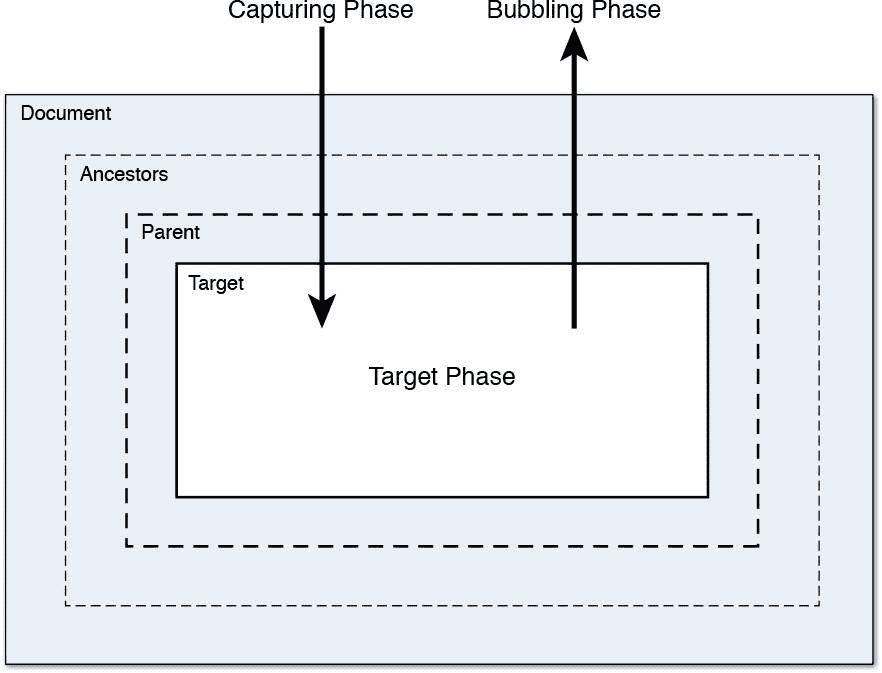 Capturing Phase
Bubbling Phase
Document
Ancestors
Parent
Target
Target Phase